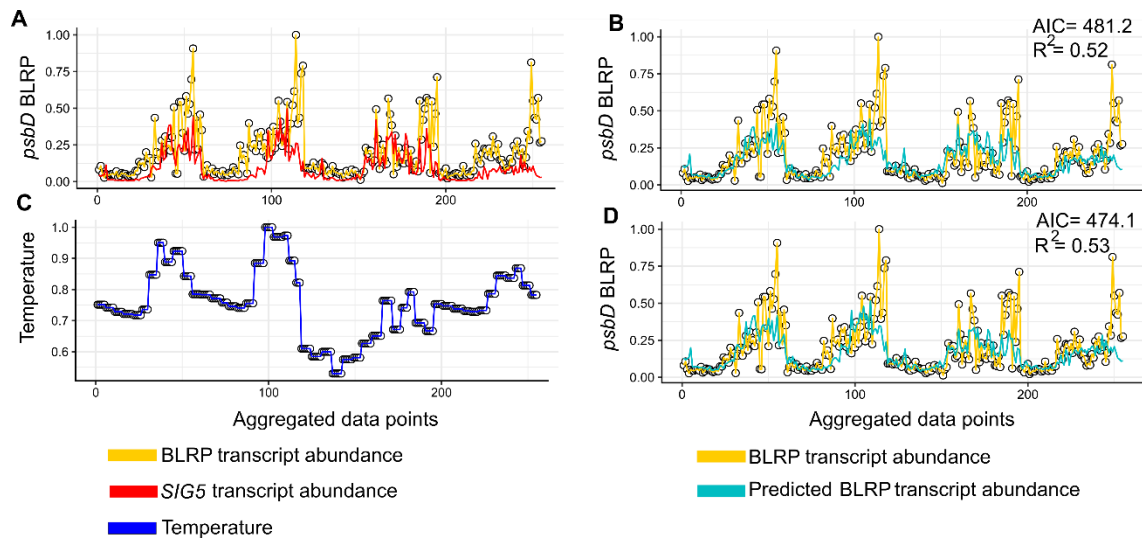 A
psbD BLRP
1.00
0.75
0.50
0.25
0.00
0
100
200
B
AIC= 481.2
R2= 0.52
psbD BLRP
1.00
0.75
0.50
0.25
0.00
0
100
200
C
Temperature
1.0
0.9
0.8
0.7
0.6
0
100
200
Aggregated data points
D
AIC= 474.1
R2= 0.53
psbD BLRP
1.00
0.75
0.50
0.25
0.00
0
100
200
Aggregated data points
BLRP transcript abundance
SIG5 transcript abundance
Temperature
BLRP transcript abundance
Predicted BLRP transcript abundance